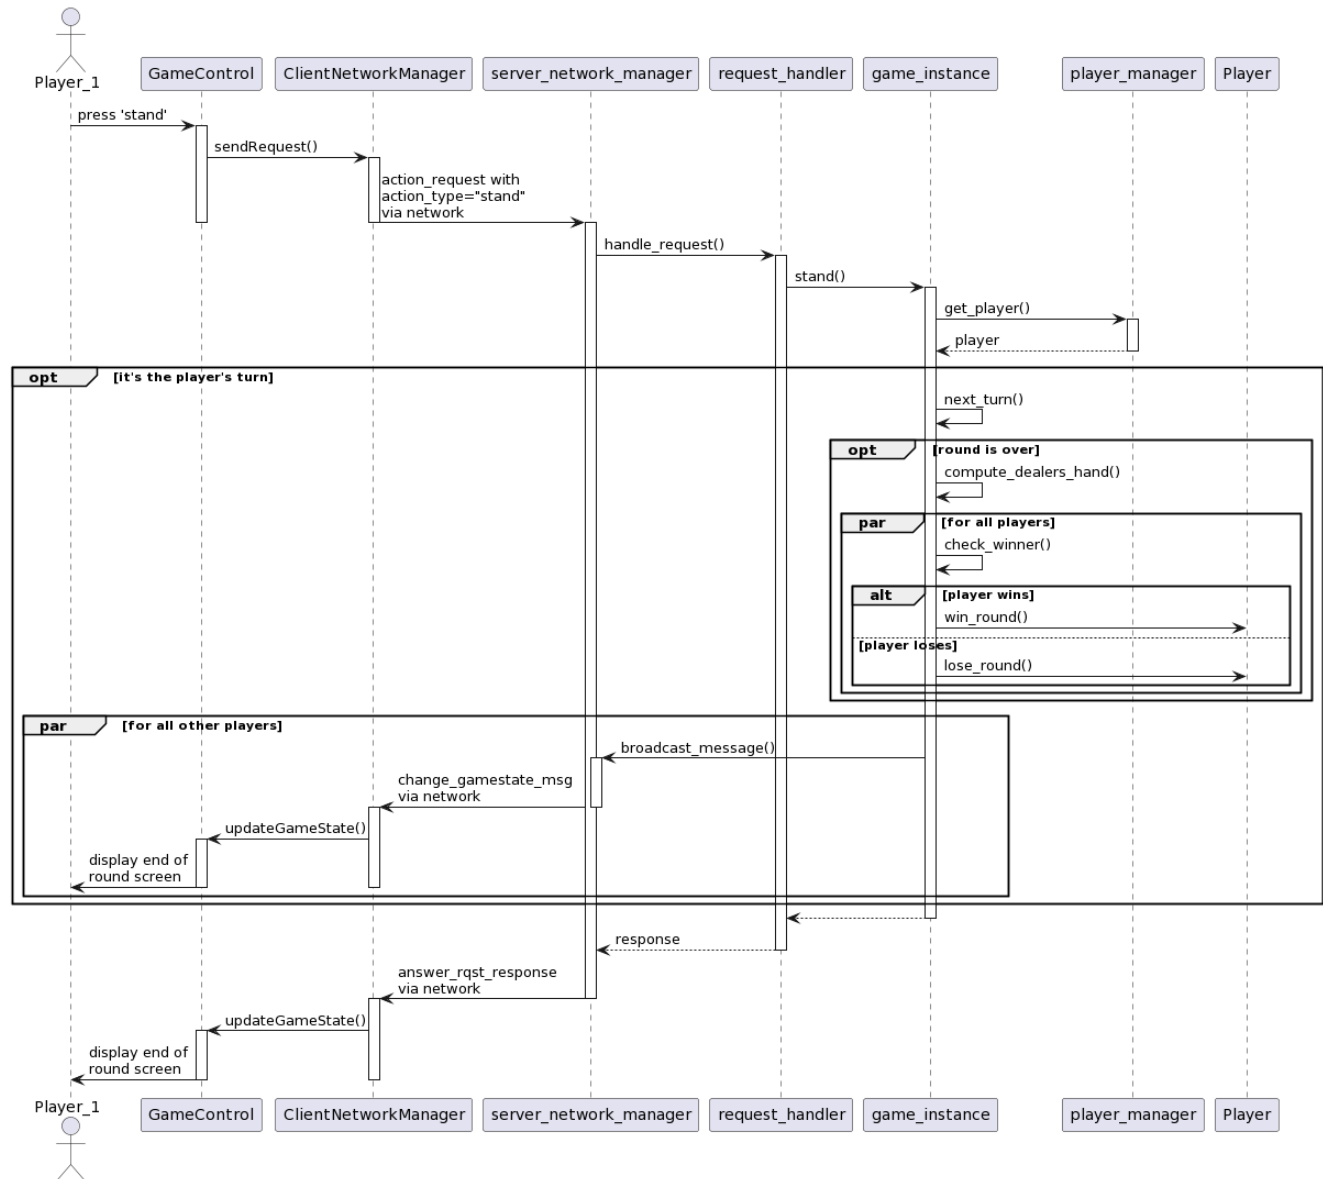 Player_1
GameControl
ClientNetworkManager
server_network_manager
request_handler
game_instance
player_manager
Player
press 'stand'
sendRequest()
action_request with
action_type="stand"
via network
handle_request()
stand()
get_player()
player
opt
[it's the player's turn]
next_turn()
opt
[round is over]
compute_dealers_hand()
par
[for all players]
check_winner()
alt
[player wins]
win_round()
[player loses]
lose_round()
par
[for all other players]
broadcast_message()
change_gamestate_msg
via network
updateGameState()
display end of
round screen
response
answer_rqst_response
via network
updateGameState()
display end of
round screen
Player_1
GameControl
ClientNetworkManager
server_network_manager
request_handler
game_instance
player_manager
Player